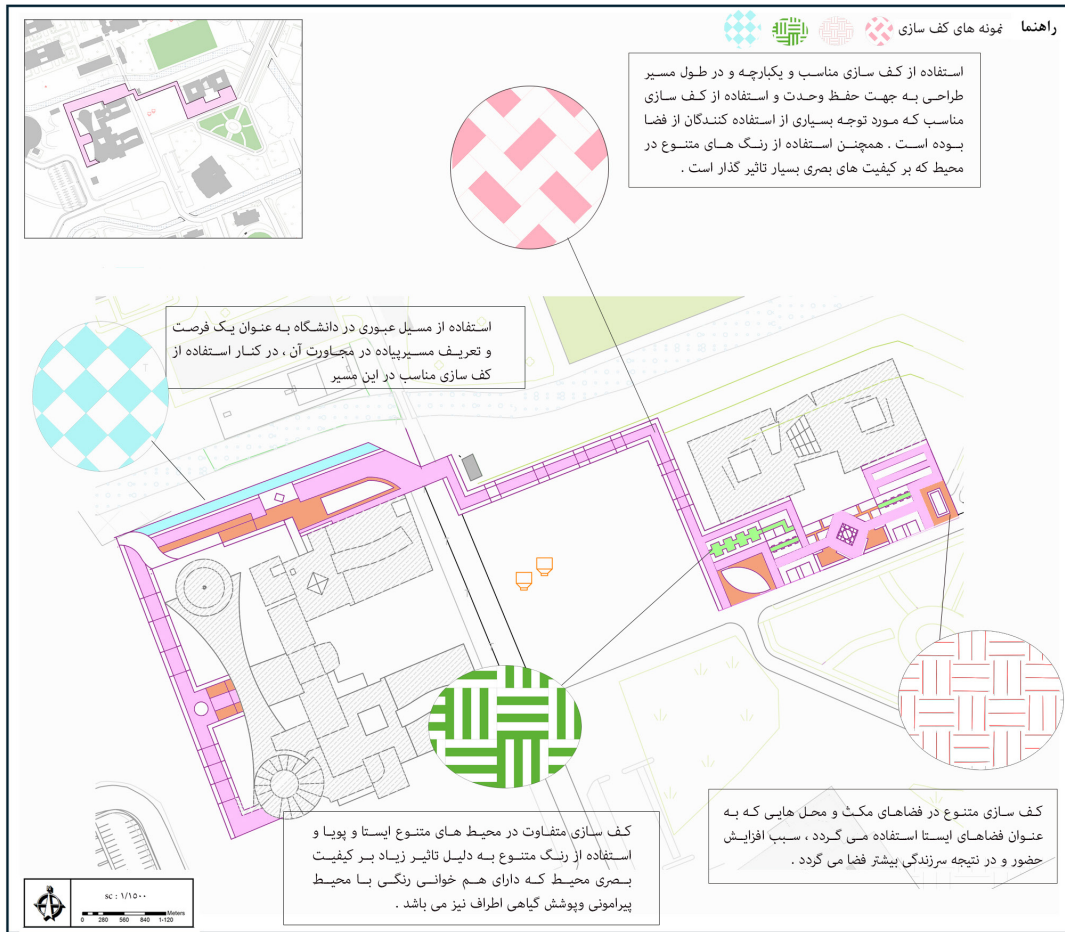 راهنما نمونه های کف سازی
استفاده از کف سازی مناسب و یکپارچه و در طول مسیر
طراحی به جهت حفظ وحدت و استفاده از کف سازی
مناسب که مورد توجه بسیاری از استفاده کنندگان از فضا
بوده است . همچنن استفاده از رنگ های متنوع در
محیط که بر کیفیت های بصری بسیار تاثیر گذار است .
استفاده از مسیل عبوری در دانشگاه به عنوان یک فرصت
و تعریف مسیرپیاده در مجاورت آن ، در کنار استفاده از
کف سازی مناسب در این مسیر
کف سازی متنوع در فضاهای مکث و محل هایی که به
عنوان فضاهای ایستا استفاده می گردد ، سبب افزایش
حضور و در نتیجه سرزندگی بیشتر فضا می گردد .
کف سازی متفاوت در محیط های متنوع ایستا و پویا و
استفاده از رنگ متنوع به دلیل تاثیر زیاد بر کیفیت
بصری محیط که دارای هم خوانی رنگی با محیط
پیرامونی وپوشش گیاهی اطراف نیز می باشد .
sc : ۱/۱۵۰۰
Meters
0 280 560 840 1-120